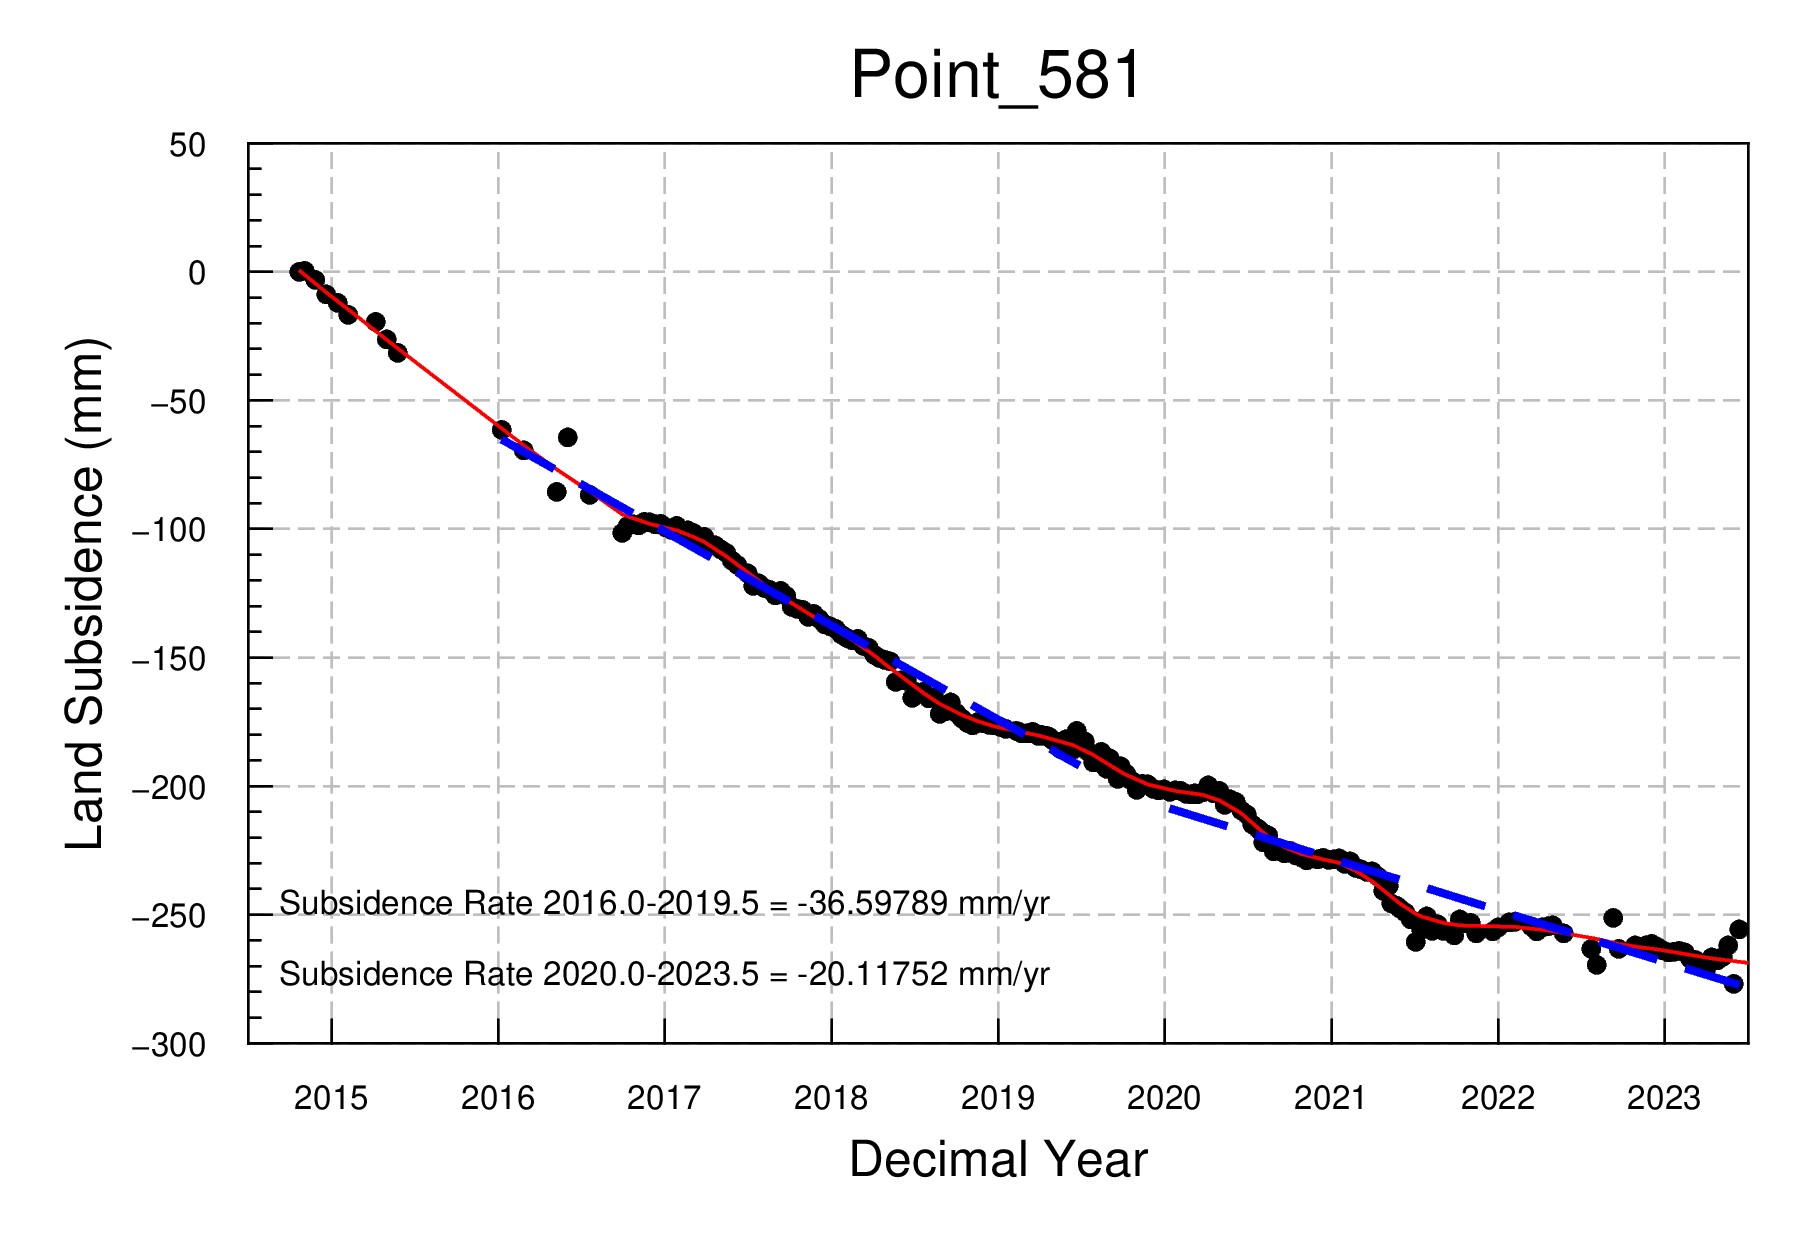 Point_581
50
0
−50
−100
−150
−200
−250
−300
Land Subsidence (mm)
Subsidence Rate 2016.0-2019.5 = -36.59789 mm/yr
Subsidence Rate 2020.0-2023.5 = -20.11752 mm/yr
2015 2016 2017 2018 2019 2020 2021 2022 2023
Decimal Year